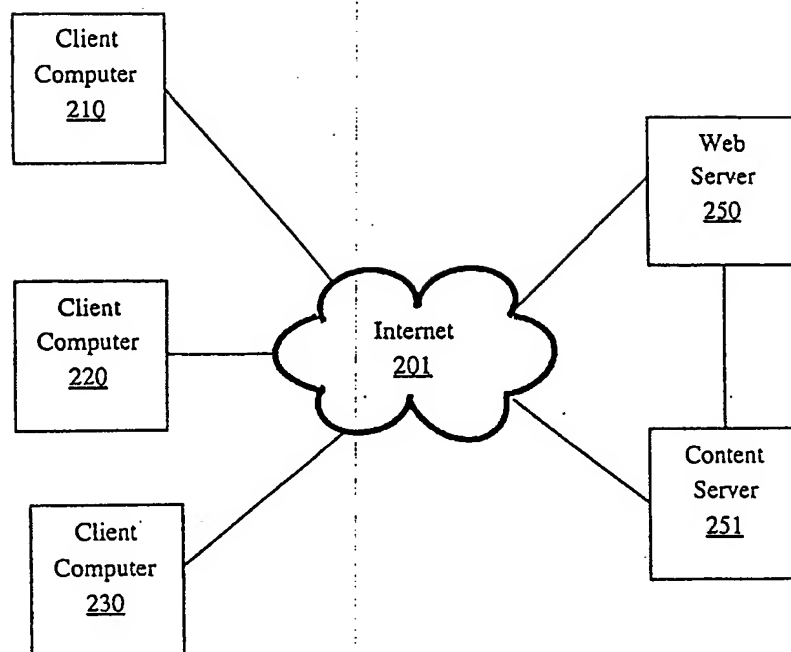 Client
Computer
210
Web
Server
250
Client
Computer
220
Internet
201
Content
Server
251
Client
Computer
230